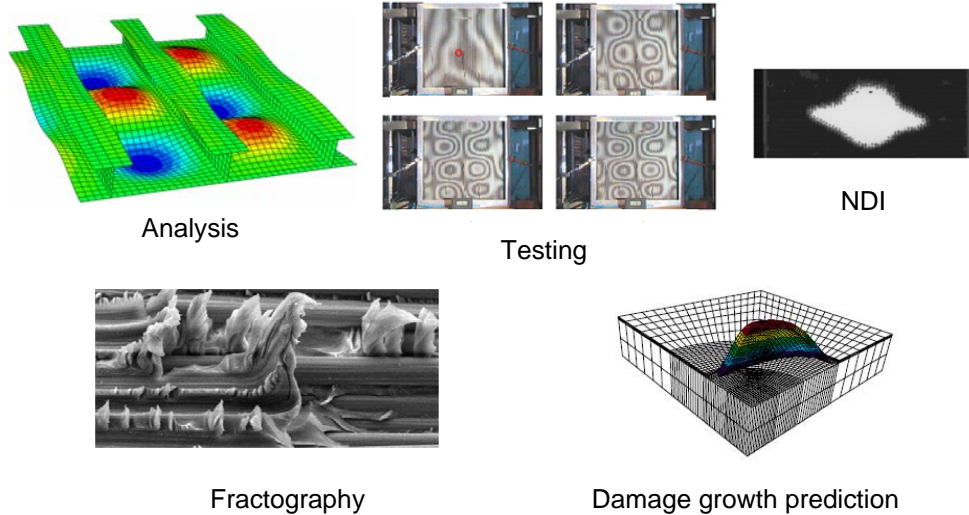 Analysis
Testing
NDI
Fractography
Damage growth prediction